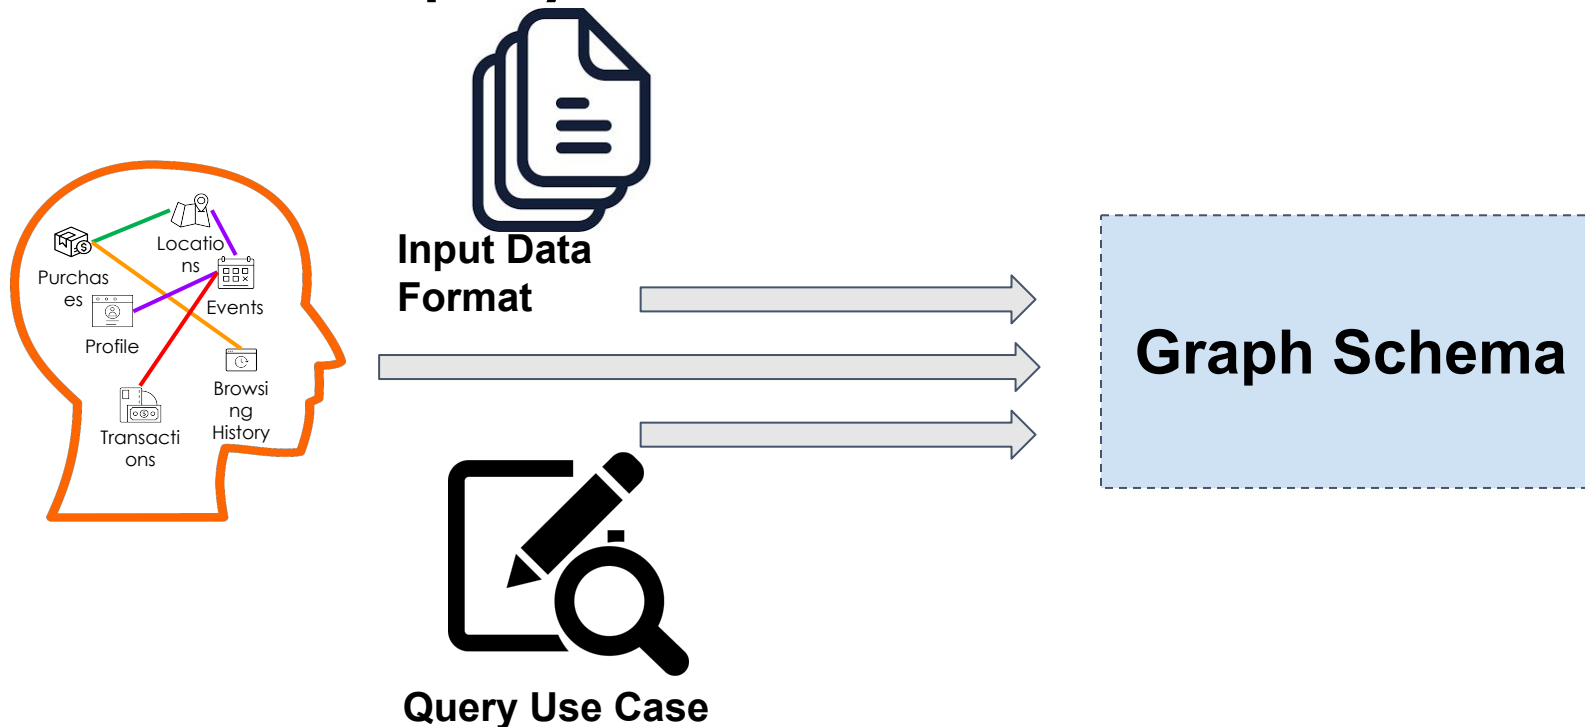 Input Data
Format
Locatio
ns
Purchas
es
Events
Profile
Browsi
ng
History
Transacti
ons
Graph Schema
Query Use Case